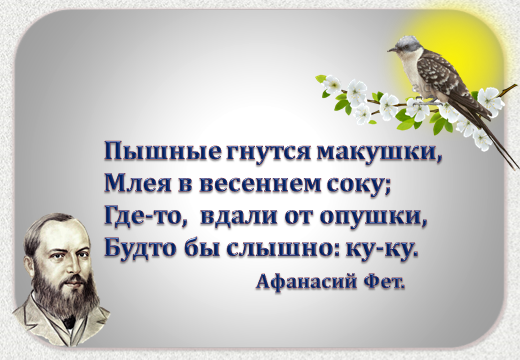 Пышные гнутся макушки,
Млея в весеннем соку;
Где-то, вдали от опушки,
Будто бы слышно: ку-ку.
Афанасий Фет.